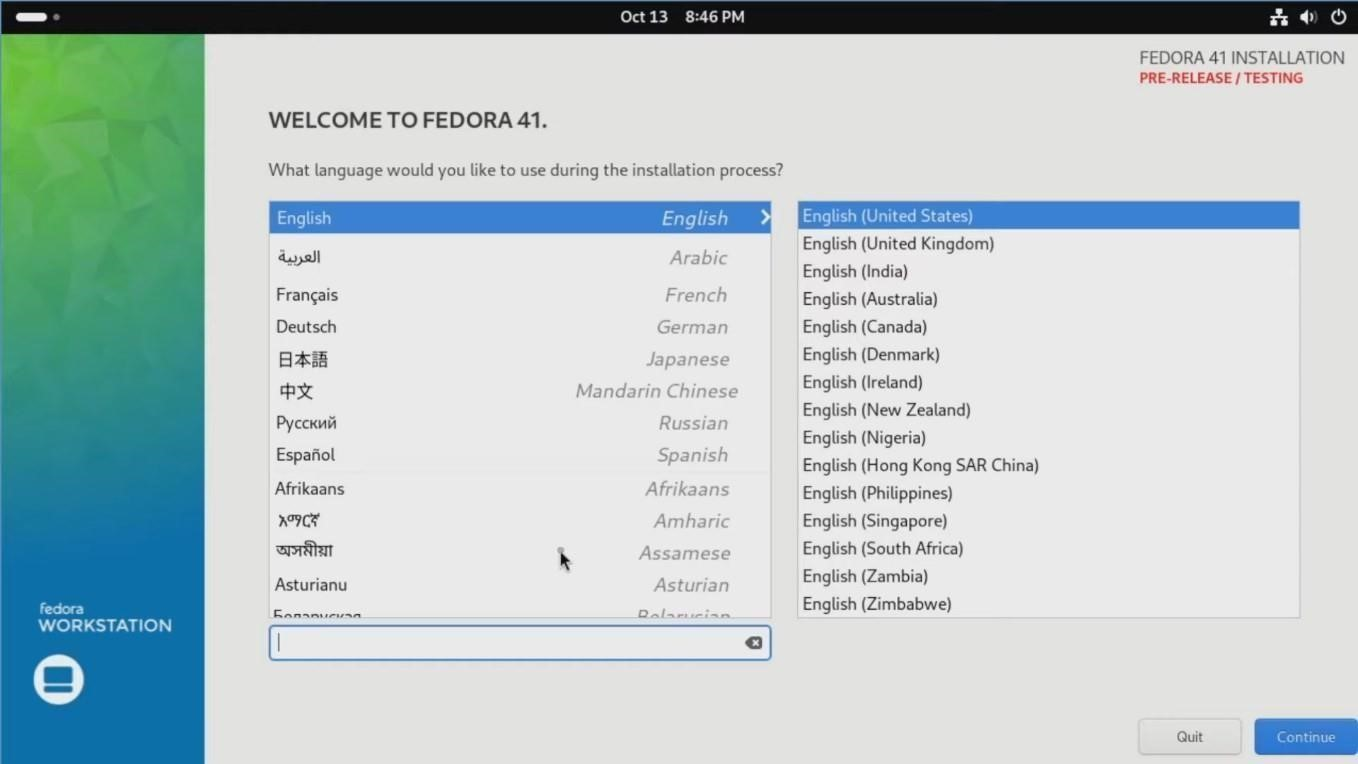 Oct 13 8:46 PM
FEDORA 41 INSTALLATION
PRE-RELEASE / TESTING
WELCOME TO FEDORA 41.
What language would you like to use during the installation process?
English English
العربية Arabic
Français French
Deutsch German
日本語 Japanese
中文 Mandarin Chinese
Русский Russian
Español Spanish
Afrikaans Afrikaans
አማርኛ Amharic
অসমীয়া Assamese
Asturianu Asturian
Беларуская Belarusian
English (United States)
English (United Kingdom)
English (India)
English (Australia)
English (Canada)
English (Denmark)
English (Ireland)
English (New Zealand)
English (Nigeria)
English (Hong Kong SAR China)
English (Philippines)
English (Singapore)
English (South Africa)
English (Zambia)
English (Zimbabwe)
fedora
WORKSTATION
Quit Continue